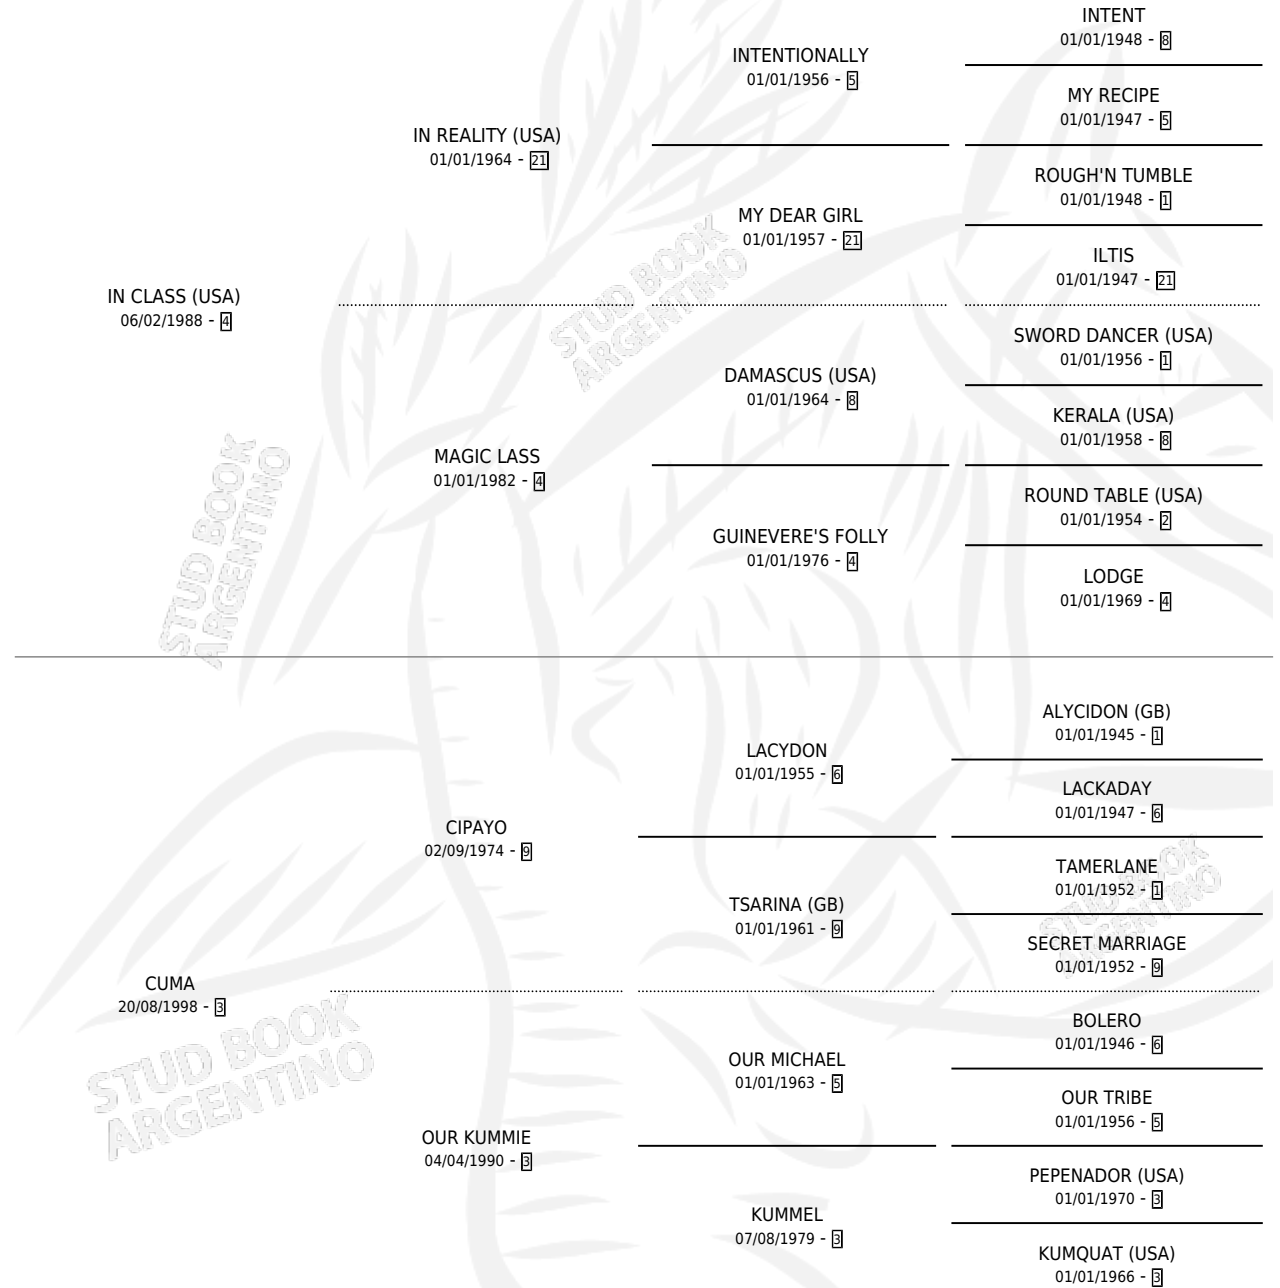 INTENT
01/01/1948 - 8
INTENTIONALLY
01/01/1956 - 5
MY RECIPE
01/01/1947 - 5
IN REALITY (USA)
01/01/1964 - 21
ROUGH'N TUMBLE
01/01/1948 - 1
MY DEAR GIRL
01/01/1957 - 21
ILTIS
01/01/1947 - 21
IN CLASS (USA)
06/02/1988 - 4
STUD BOOK
ARGENTINO
SWORD DANCER (USA)
01/01/1956 - 1
DAMASCUS (USA)
01/01/1964 - 8
KERALA (USA)
01/01/1958 - 8
MAGIC LASS
01/01/1982 - 4
STUD BOOK
ARGENTINO
ROUND TABLE (USA)
01/01/1954 - 2
GUINEVERE'S FOLLY
01/01/1976 - 4
LODGE
01/01/1969 - 4
ALYCIDON (GB)
01/01/1945 - 1
LACYDON
01/01/1955 - 6
LACKADAY
01/01/1947 - 6
CIPAYO
02/09/1974 - 9
TAMERLANE
01/01/1952 - 1
STUD BOOK
ARGENTINO
TSARINA (GB)
01/01/1961 - 9
SECRET MARRIAGE
01/01/1952 - 9
CUMA
20/08/1998 - 3
STUD BOOK
ARGENTINO
BOLERO
01/01/1946 - 6
OUR MICHAEL
01/01/1963 - 5
OUR TRIBE
01/01/1956 - 5
OUR KUMMIE
04/04/1990 - 3
PEPENADOR (USA)
01/01/1970 - 3
KUMMEL
07/08/1979 - 3
KUMQUAT (USA)
01/01/1966 - 3